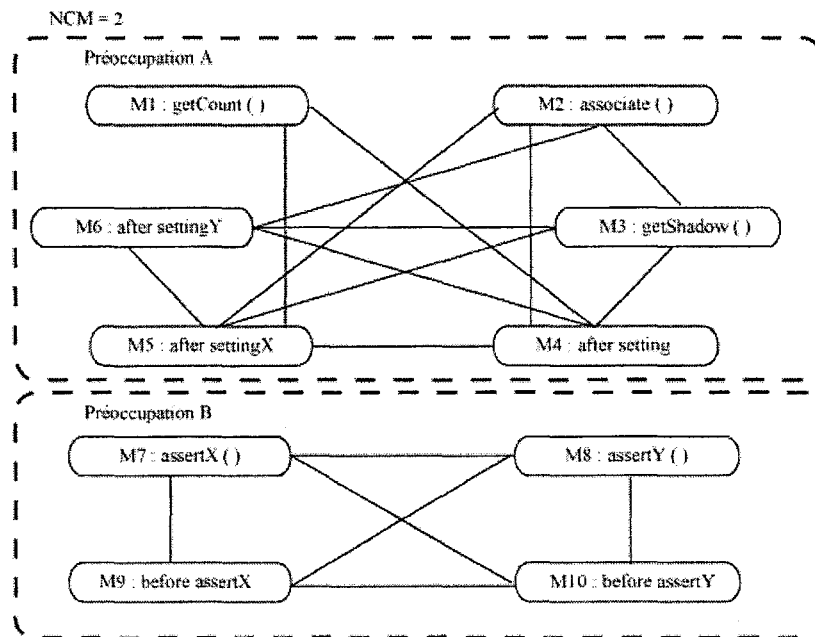 NCM = 2
Préoccupation A
M1 : getCount ( )
M2 : associate ( )
M6 : after settingY
M3 : getShadow ( )
M5 : after settingX
M4 : after setting
Préoccupation B
M7 : assertX ( )
M8 : assertY ( )
M9 : before assertX
M10 : before assertY